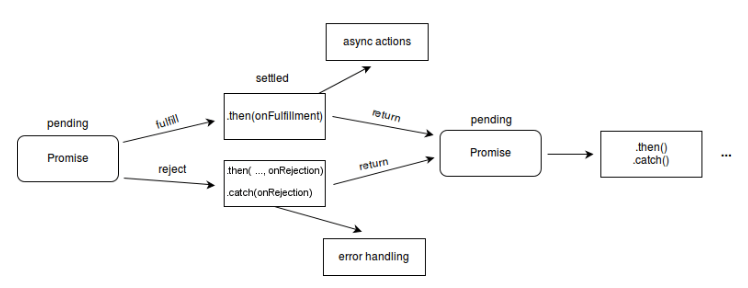 async actions
settled
pending
fulfill
.then(onFulfillment)
return
pending
Promise
reject
.then( ..., onRejection)
.catch(onRejection)
return
Promise
.then()
.catch()
...
error handling